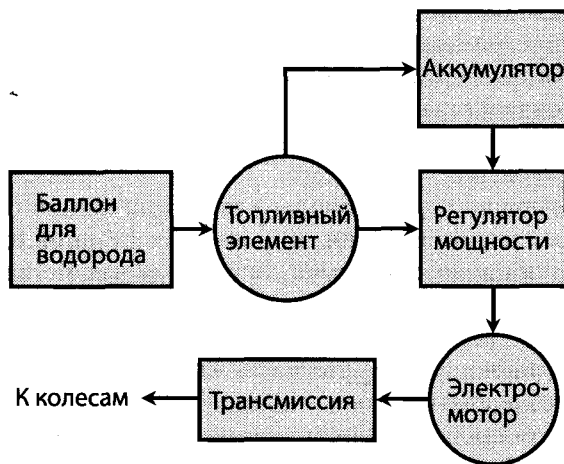 Аккумулятор
Баллон
для
водорода
Топливный
элемент
Регулятор
мощности
К колесам
Трансмиссия
Электро-
мотор